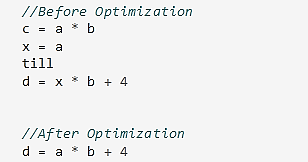 //Before Optimization
c = a * b
x = a
till
d = x * b + 4
//After Optimization
d = a * b + 4